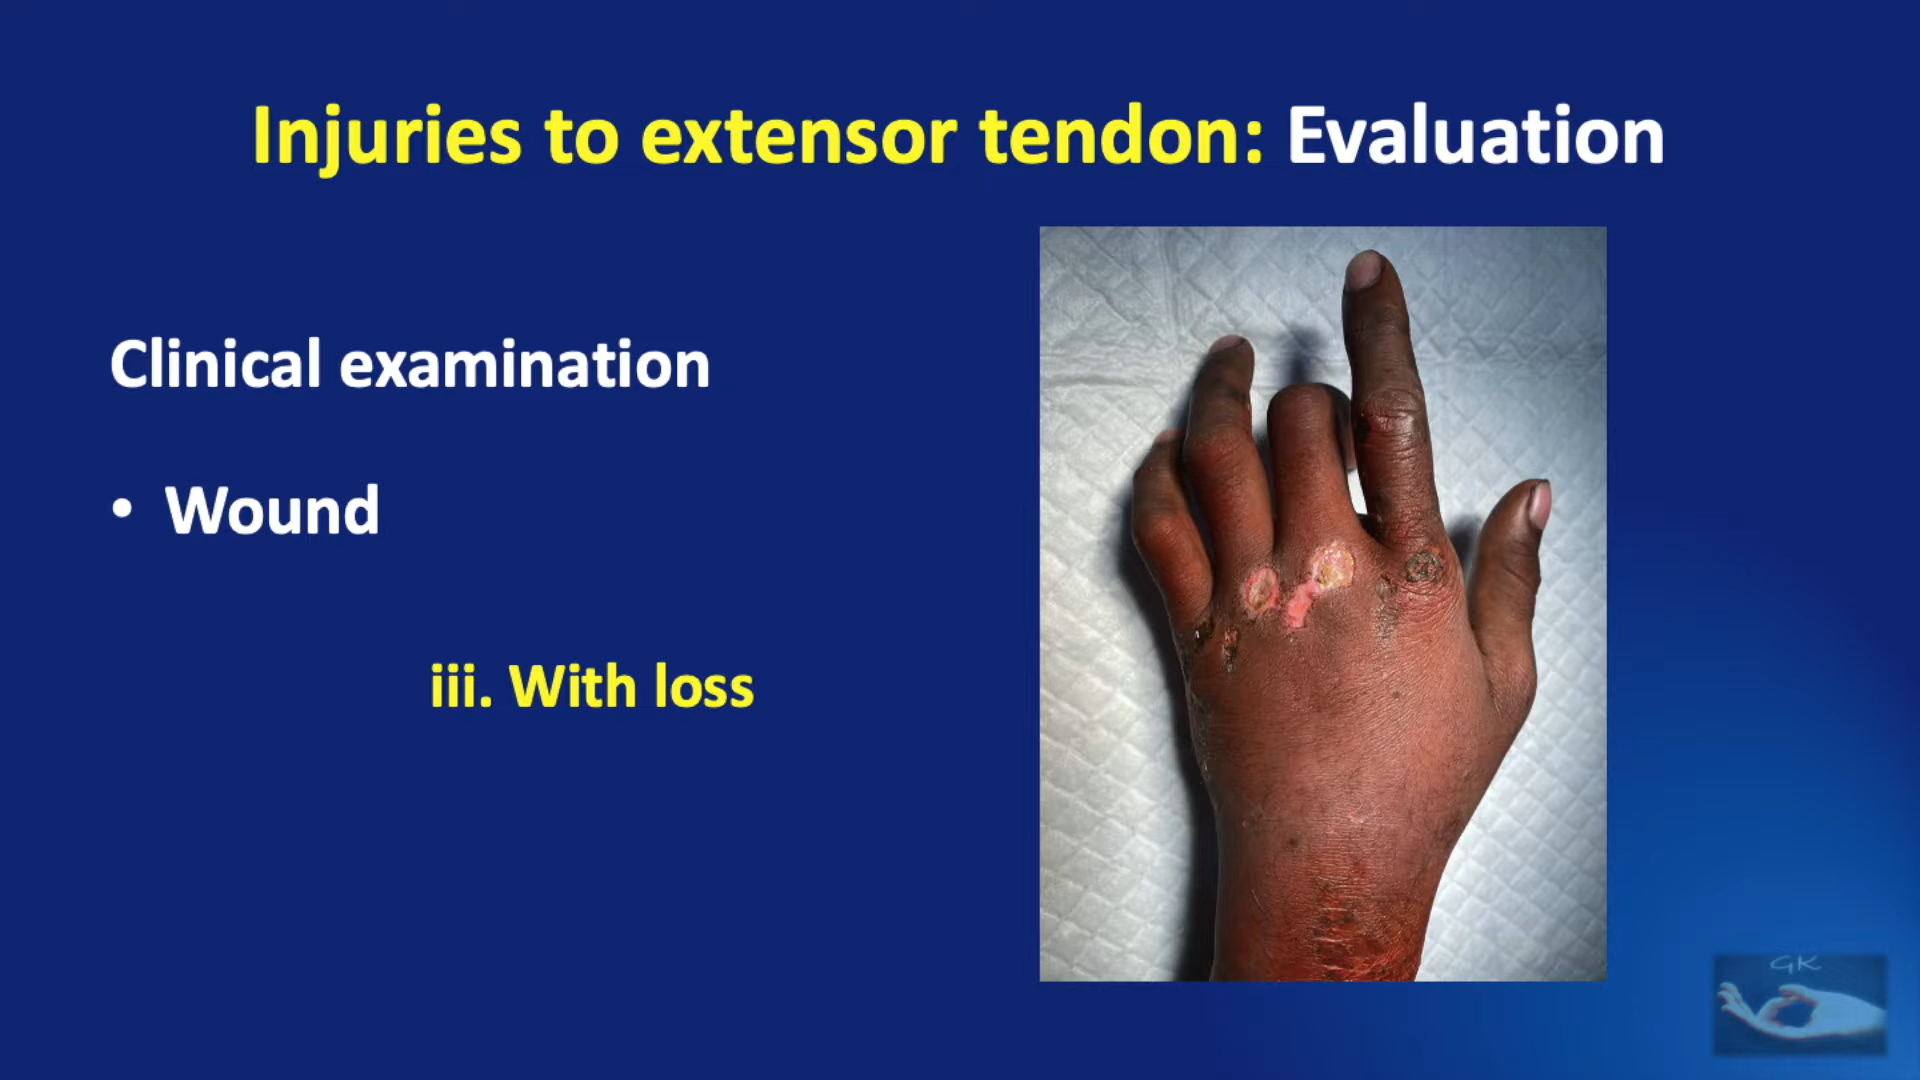 Injuries to extensor tendon: Evaluation
Clinical examination
• Wound
iii. With loss
GK